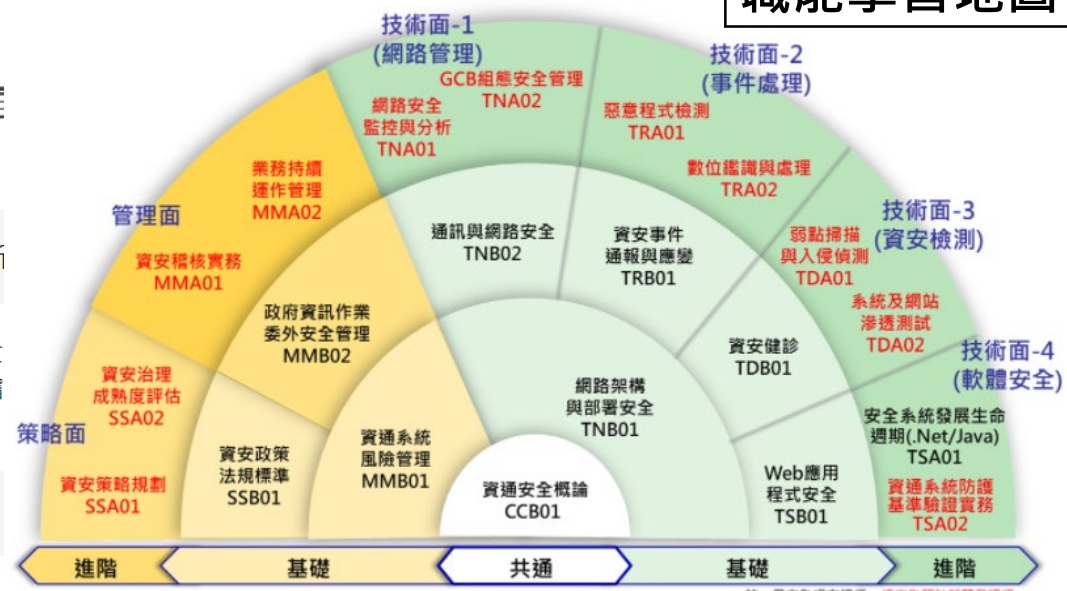 職能學習地圖
技術面-1
(網路管理)
GCB組態安全管理
TNA02
網路安全
監控與分析
TNA01
技術面-2
(事件處理)
惡意程式檢測
TRA01
數位鑑識與處理
TRA02
業務持續
運作管理
MMA02
管理面
資安稽核實務
MMA01
通訊與網路安全
TNB02
資安事件
通報與應變
TRB01
技術面-3
(資安檢測)
弱點掃描
與入侵偵測
TDA01
系統及網站
滲透測試
TDA02
政府資訊作業
委外安全管理
MMB02
資安健診
TDB01
技術面-4
(軟體安全)
資安治理
成熟度評估
SSA02
策略面
資安策略規劃
SSA01
資安政策
法規標準
SSB01
資通系統
風險管理
MMB01
網路架構
與部署安全
TNB01
資通安全概論
CCB01
Web應用
程式安全
TSB01
安全系統發展生命
週期(.Net/Java)
TSA01
資通系統防護
基準驗證實務
TSA02
進階
基礎
共通
基礎
進階